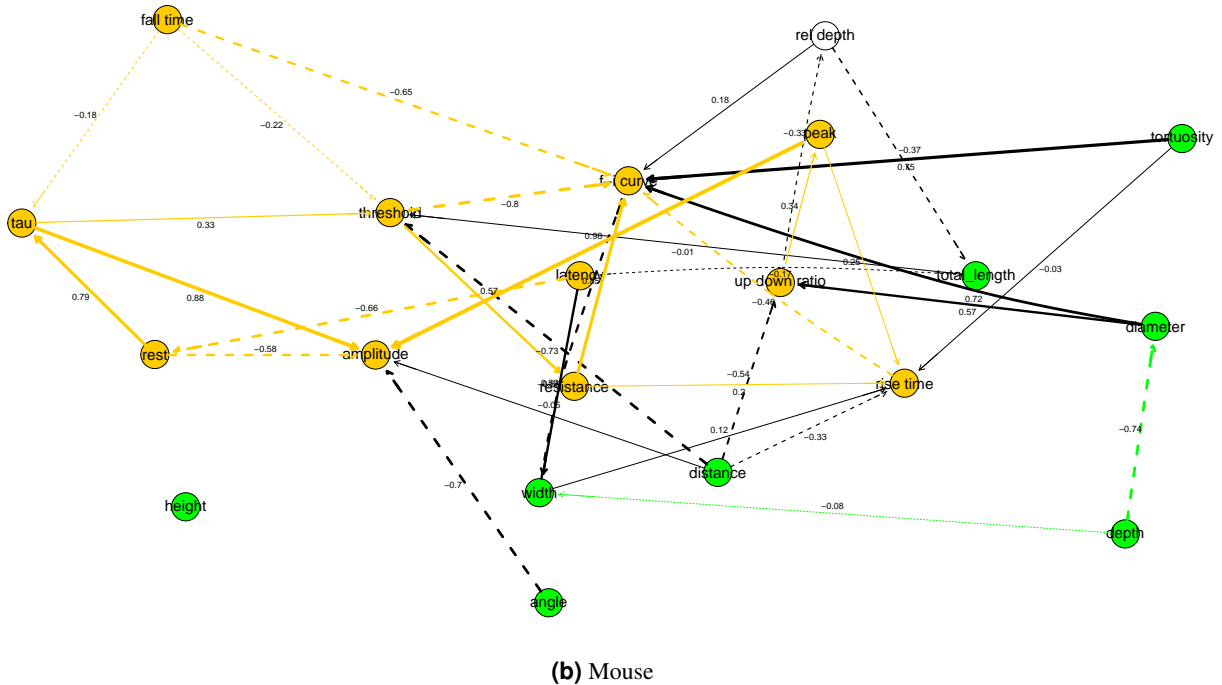 fall time
rel depth
−0.18
−0.22
−0.65
0.18
−0.33
peak
tortuosity
−0.37
0.15
f−i curve
threshold
−0.8
tau
0.33
0.34
0.98
−0.01
0.25
−0.03
latency
−0.17
up down ratio
total_length
0.79
0.88
0.57
−0.66
−0.46
0.72
0.57
diameter
rest
−0.58
amplitude
−0.73
resistance
−0.54
0.3
rise time
−0.05
0.12
−0.33
−0.74
distance
−0.7
width
height
−0.08
depth
angle
(b) Mouse